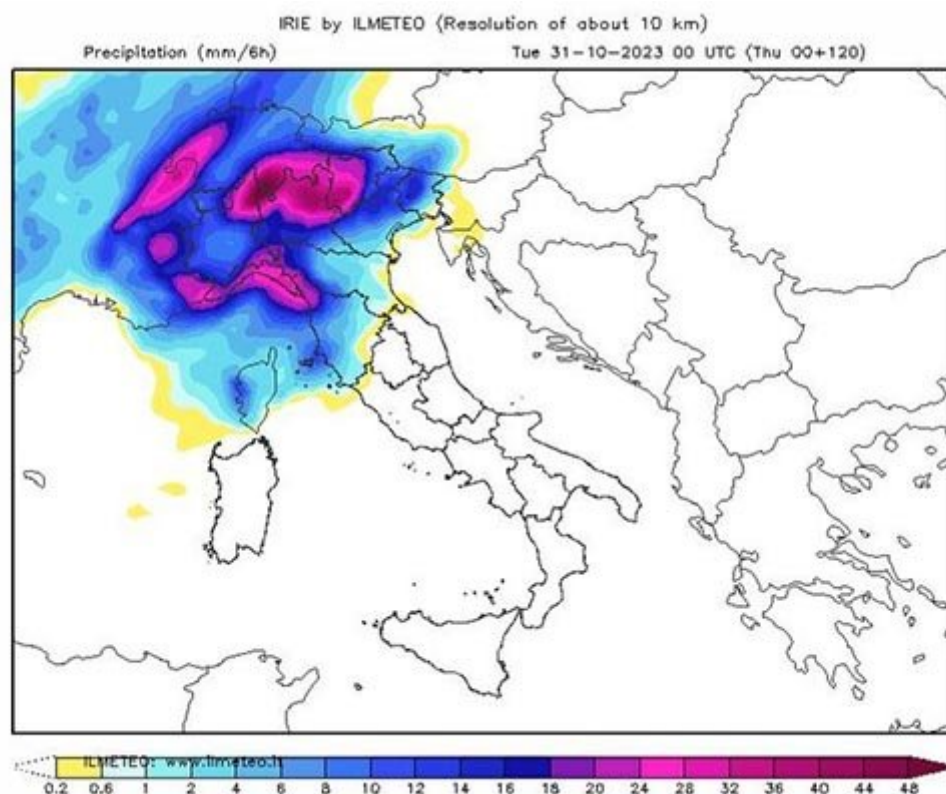 IRIE by ILMETEO (Resolution of about 10 km)
Precipitation (mm/6h) Tue 31-10-2023 00 UTC (Thu 00+120)
ILMETEO: www.ilmeteo.it
0.2 0.6 1 2 4 6 8 10 12 14 16 18 20 24 28 32 36 40 44 48